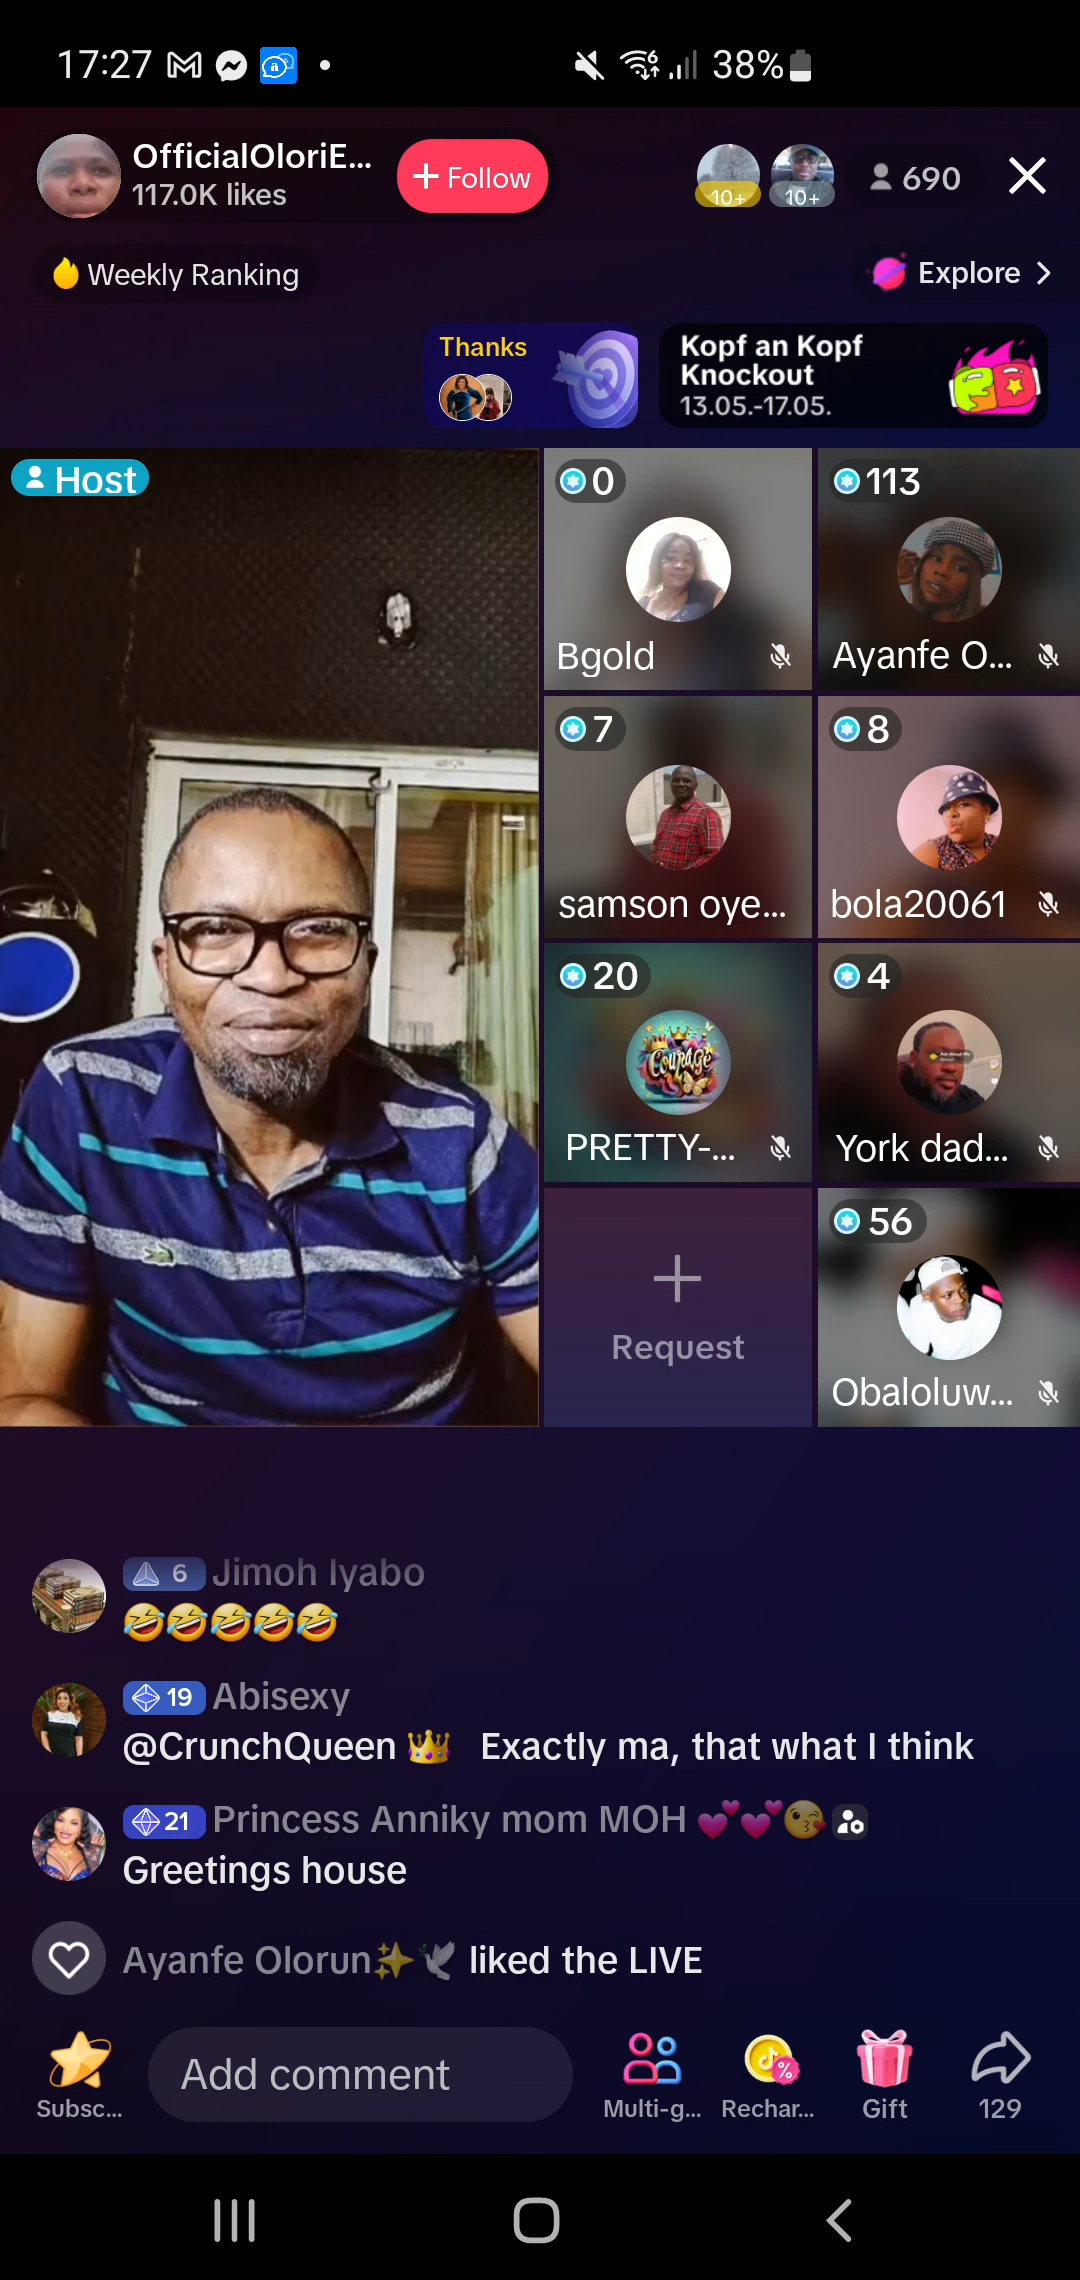 17:27
38%
OfficialOloriE...
117.0K likes
+ Follow
10+
10+
690
Weekly Ranking
Explore >
Thanks
Kopf an Kopf
Knockout
13.05.-17.05.
Host
0
113
Bgold
Ayanfe O...
7
8
samson oye...
bola20061
20
4
Courage
PRETTY-...
York dad...
56
Request
Obaloluw...
6 Jimoh Iyabo
🤣🤣🤣🤣🤣
19 Abisexy
@CrunchQueen 👑 Exactly ma, that what I think
21 Princess Anniky mom MOH 💕💕😘
Greetings house
Ayanfe Olorun✨🕊 liked the LIVE
Subsc...
Add comment
Multi-g...
Rechar...
Gift
129